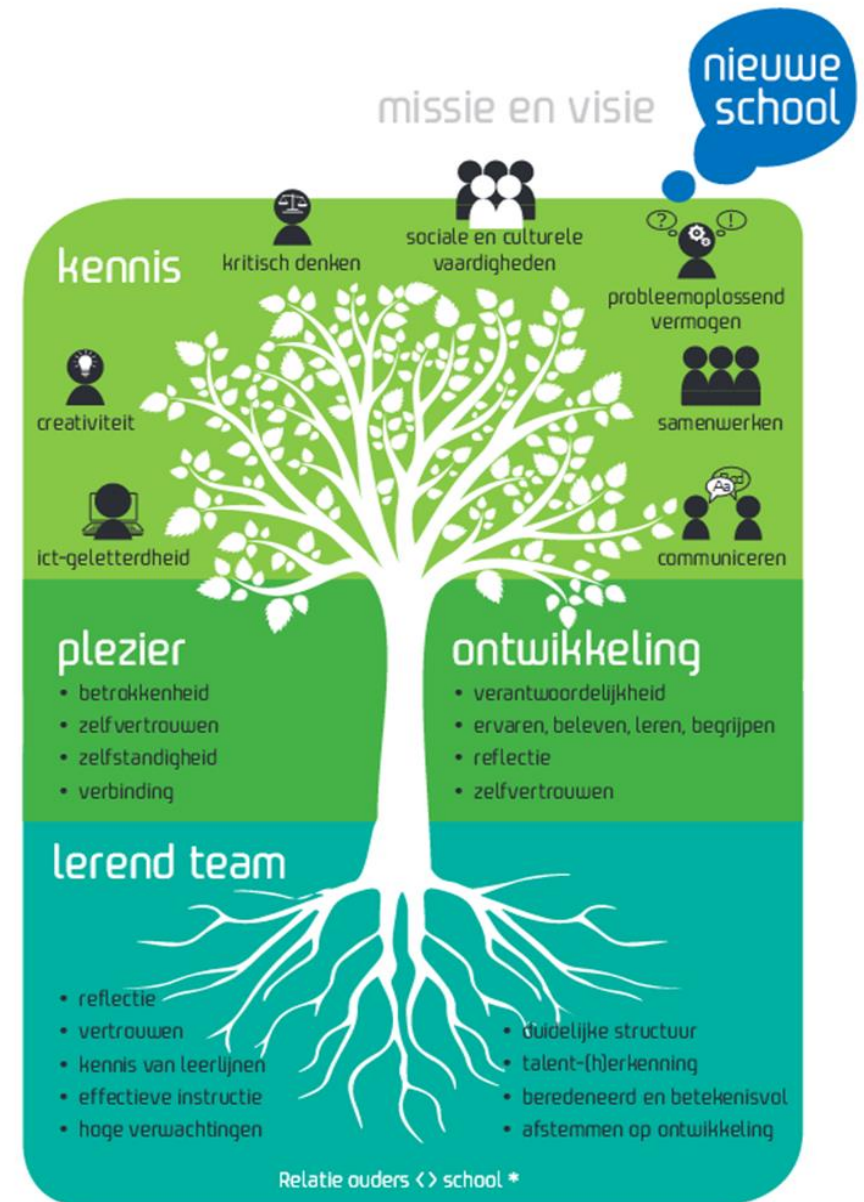 nieuwe
school
missie en visie
kennis
kritisch denken
sociale en culturele
vaardigheden
?
!
probleemoplossend
vermogen
creativiteit
samenwerken
Aa
ict-geletterdheid
communiceren
plezier
• betrokkenheid
• zelfvertrouwen
• zelfstandigheid
• verbinding
ontwikkeling
• verantwoordelijkheid
• ervaren, beleven, leren, begrijpen
• reflectie
• zelfvertrouwen
lerend team
• reflectie
• vertrouwen
• kennis van leerlijnen
• effectieve instructie
• hoge verwachtingen
• duidelijke structuur
• talent-(h)erkenning
• beredeneerd en betekenisvol
• afstemmen op ontwikkeling
Relatie ouders <> school *